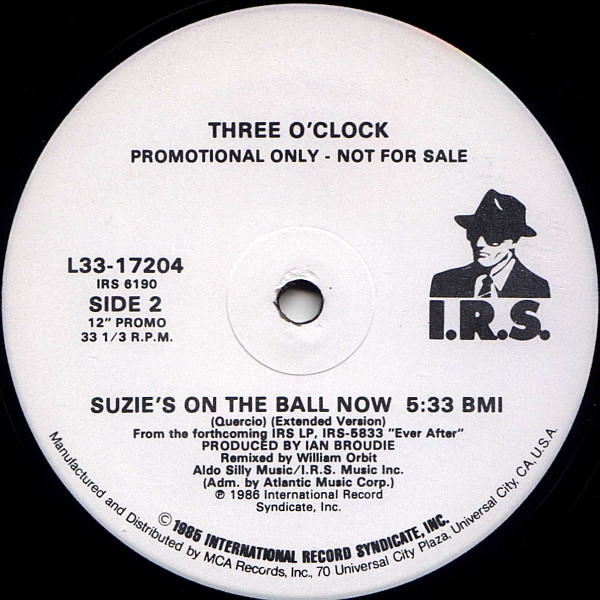 THREE O'CLOCK
PROMOTIONAL ONLY - NOT FOR SALE
L33-17204
IRS 6190
SIDE 2
12" PROMO
33 1/3 R.P.M.
I.R.S.
SUZIE'S ON THE BALL NOW 5:33 BMI
(Quercio) (Extended Version)
From the forthcoming IRS LP, IRS-5833 "Ever After"
PRODUCED BY IAN BROUDIE
Remixed by William Orbit
Aldo Silly Music/I.R.S. Music Inc.
(Adm. by Atlantic Music Corp.)
℗ 1986 International Record
Syndicate, Inc.
© 1985 INTERNATIONAL RECORD SYNDICATE, INC.
Manufactured and Distributed by MCA Records, Inc., 70 Universal City Plaza, Universal City, CA. U.S.A.